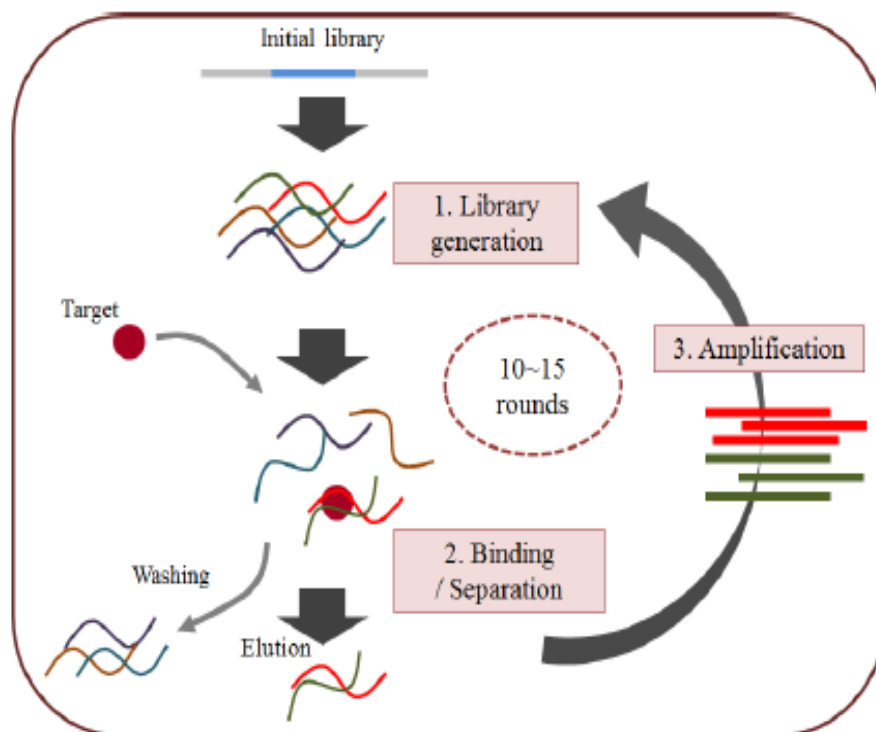 Initial library
1. Library
generation
Target
3. Amplification
10~15
rounds
2. Binding
/ Separation
Washing
Elution